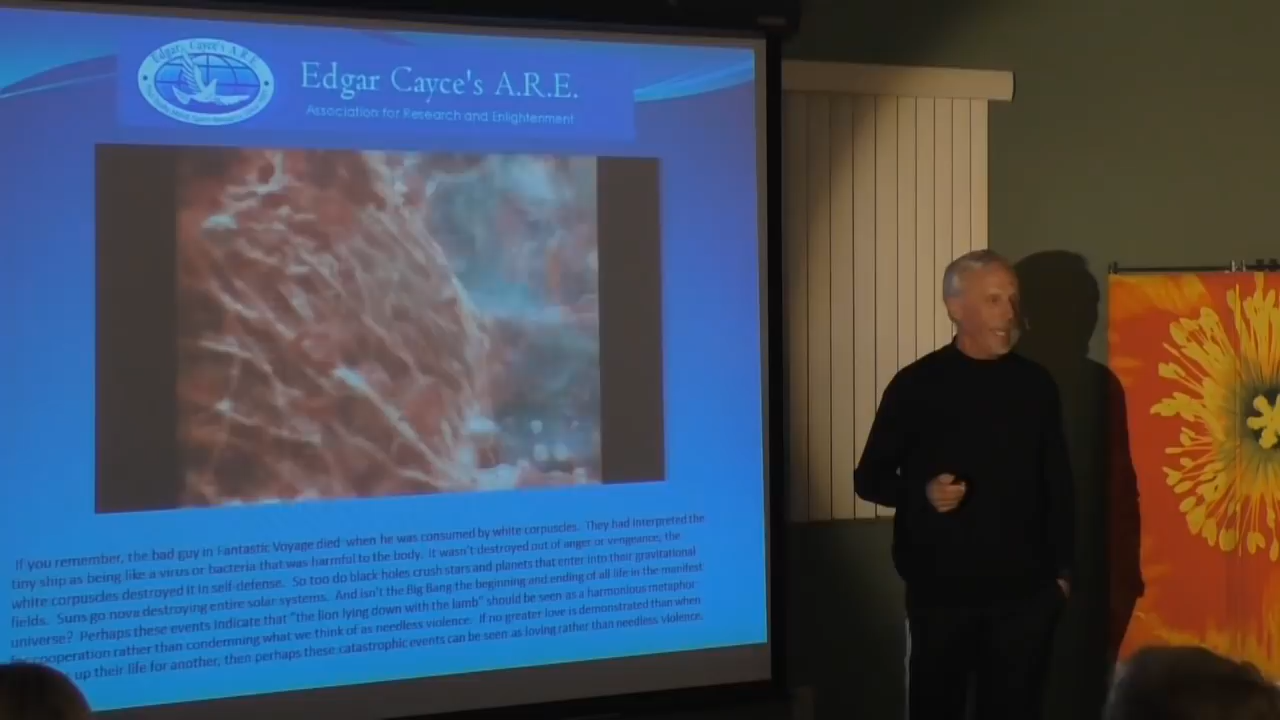 Edgar Cayce's A.R.E.
Edgar Cayce's A.R.E.
Association for Research and Enlightenment
If you remember, the bad guy in Fantastic Voyage died when he was consumed by white corpuscles. They had interpreted the
tiny ship as being like a virus or bacteria that was harmful to the body. It wasn't destroyed out of anger or vengeance, the
white corpuscles destroyed it in self-defense. So too do black holes crush stars and planets that enter into their gravitational
fields. Suns go nova destroying entire solar systems. And isn't the Big Bang the beginning and ending of all life in the manifest
universe? Perhaps these events indicate that "the lion lying down with the lamb" should be seen as a harmonious metaphor
for cooperation rather than condemning what we think of as needless violence. If no greater love is demonstrated than when
up their life for another, then perhaps these catastrophic events can be seen as loving rather than needless violence.